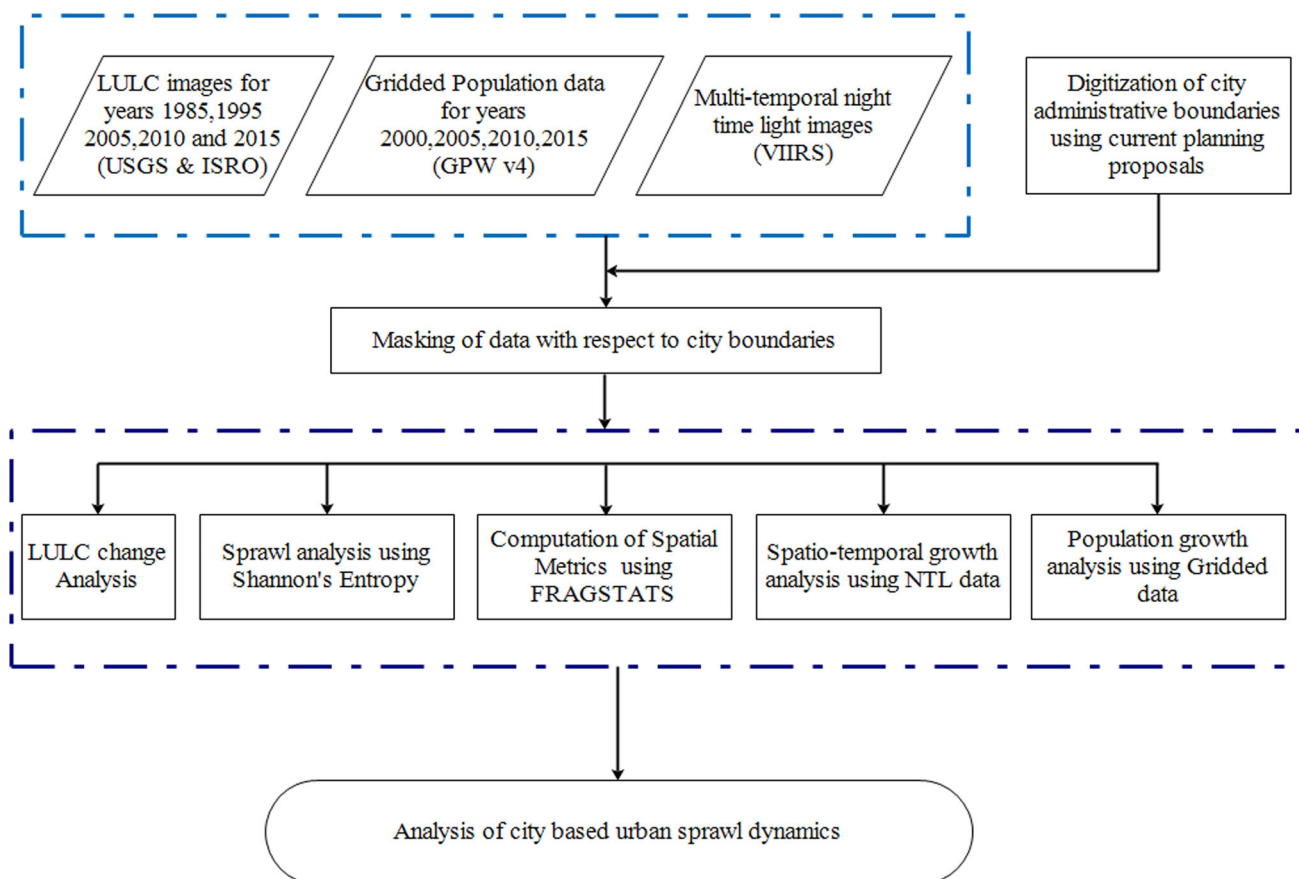 LULC images for
years 1985,1995
2005,2010 and 2015
(USGS & ISRO)
Gridded Population data
for years
2000,2005,2010,2015
(GPW v4)
Multi-temporal night
time light images
(VIIRS)
Digitization of city
administrative boundaries
using current planning
proposals
Masking of data with respect to city boundaries
LULC change
Analysis
Sprawl analysis using
Shannon's Entropy
Computation of Spatial
Metrics using
FRAGSTATS
Spatio-temporal growth
analysis using NTL data
Population growth
analysis using Gridded
data
Analysis of city based urban sprawl dynamics